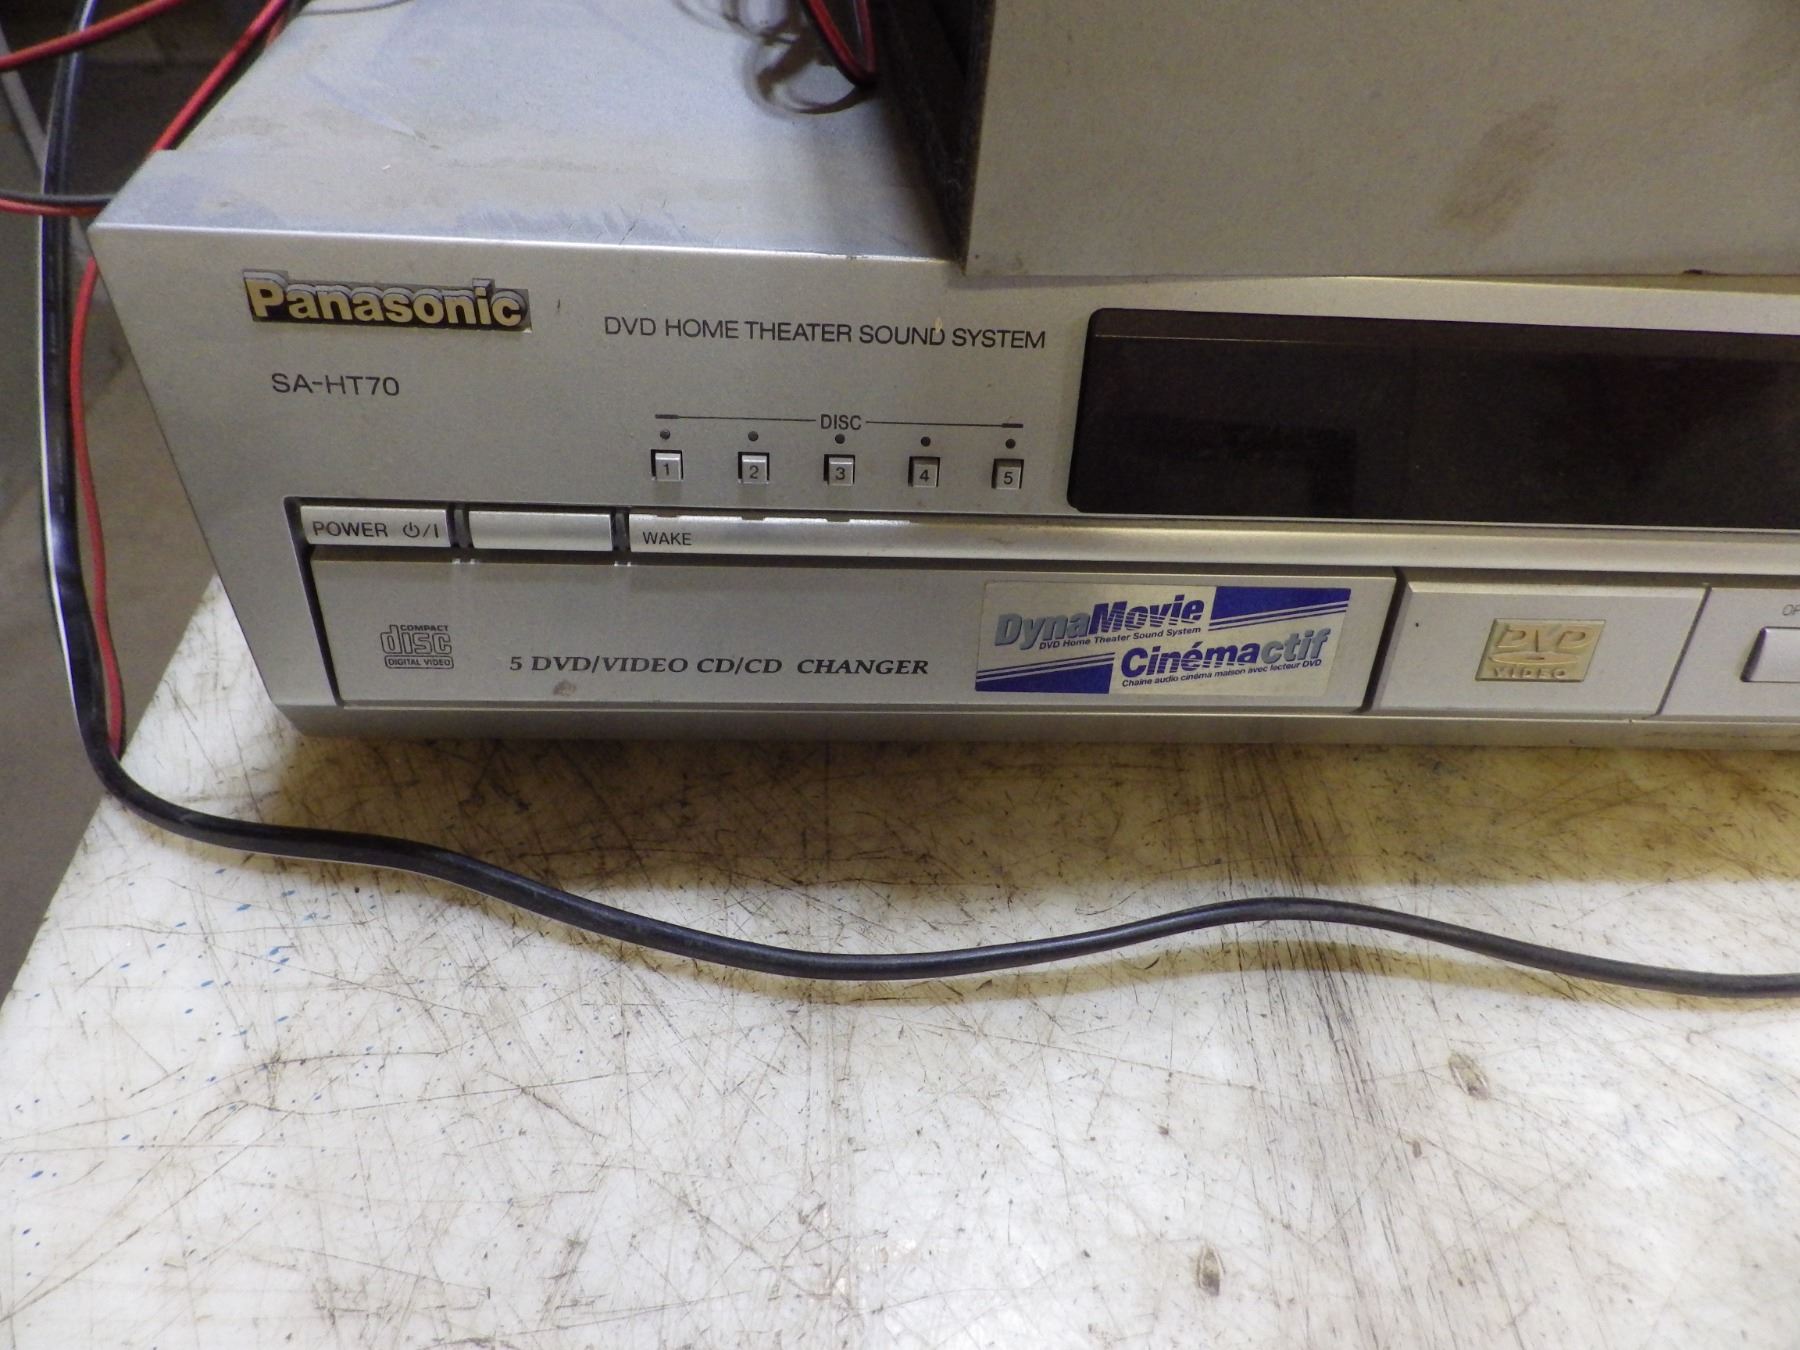 Panasonic
DVD HOME THEATER SOUND SYSTEM
SA-HT70
DISC
1 2 3 4 5
POWER ⏻/I
WAKE
COMPACT
disc
DIGITAL VIDEO
5 DVD/VIDEO CD/CD CHANGER
DynaMovie
DVD Home Theater Sound System
Cinémactif
Chaîne audio cinéma maison avec lecteur DVD
DVD
VIDEO